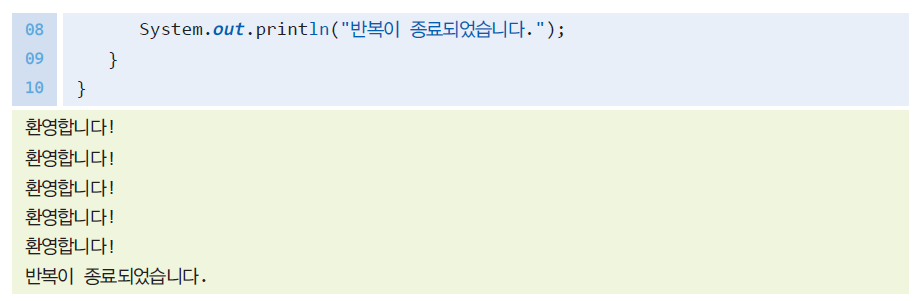 08 System.out.println("반복이 종료되었습니다.");
09 }
10 }
환영합니다!
환영합니다!
환영합니다!
환영합니다!
환영합니다!
반복이 종료되었습니다.